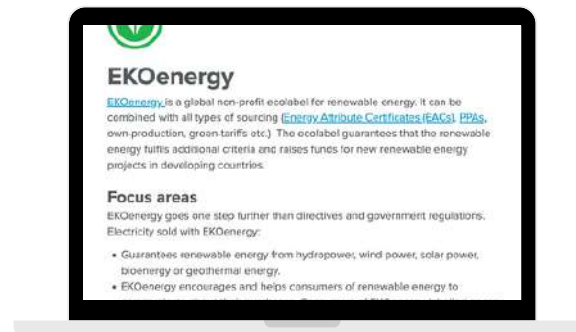 EKOenergy
EKOenergy is a global non-profit ecolabel for renewable energy. It can be
combined with all types of sourcing (Energy Attribute Certificates (EACs), PPAs,
own-production, green-tariffs etc.) The ecolabel guarantees that the renewable
energy fulfils additional criteria and raises funds for new renewable energy
projects in developing countries.
Focus areas
EKOenergy goes one step further than directives and government regulations.
Electricity sold with EKOenergy:
• Guarantees renewable energy from hydropower, wind power, solar power,
bioenergy or geothermal energy.
• EKOenergy encourages and helps consumers of renewable energy to